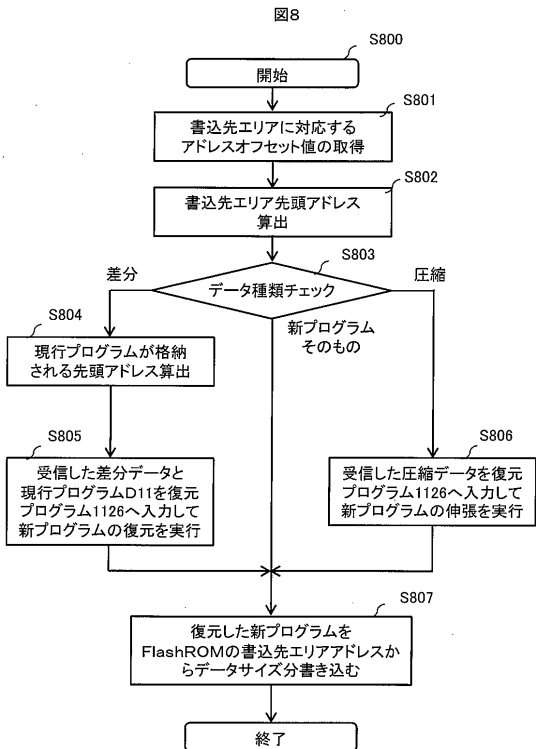 図8
S800
開始
S801
書込先エリアに対応する
アドレスオフセット値の取得
S802
書込先エリア先頭アドレス
算出
S803
データ種類チェック
差分
圧縮
新プログラム
そのもの
S804
現行プログラムが格納
される先頭アドレス算出
S805
受信した差分データと
現行プログラムD11を復元
プログラム1126へ入力して
新プログラムの復元を実行
S806
受信した圧縮データを復元
プログラム1126へ入力して
新プログラムの伸張を実行
S807
復元した新プログラムを
FlashROMの書込先エリアアドレスか
らデータサイズ分書き込む
終了